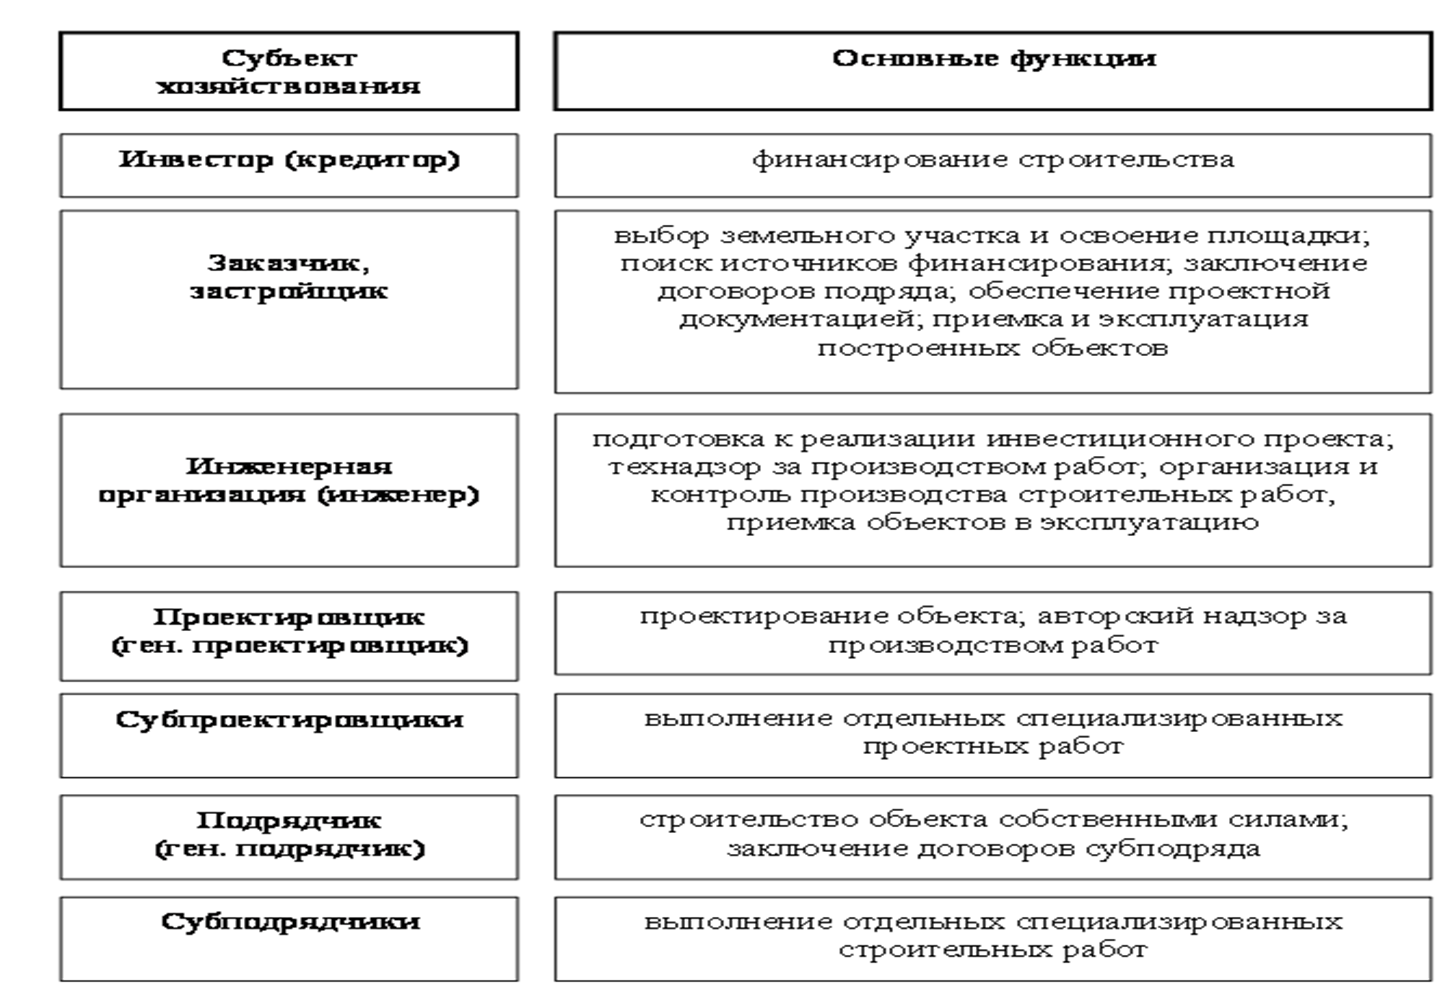 Субъект
хозяйствования
Основные функции
Инвестор (кредитор)
финансирование строительства
Заказчик,
застройщик
выбор земельного участка и освоение площадки;
поиск источников финансирования; заключение
договоров подряда; обеспечение проектной
документацией; приемка и эксплуатация
построенных объектов
Инженерная
организация (инженер)
подготовка к реализации инвестиционного проекта;
технадзор за производством работ; организация и
контроль производства строительных работ,
приемка объектов в эксплуатацию
Проектировщик
(ген. проектировщик)
проектирование объекта; авторский надзор за
производством работ
Субпроектировщики
выполнение отдельных специализированных
проектных работ
Подрядчик
(ген. подрядчик)
строительство объекта собственными силами;
заключение договоров субподряда
Субподрядчики
выполнение отдельных специализированных
строительных работ